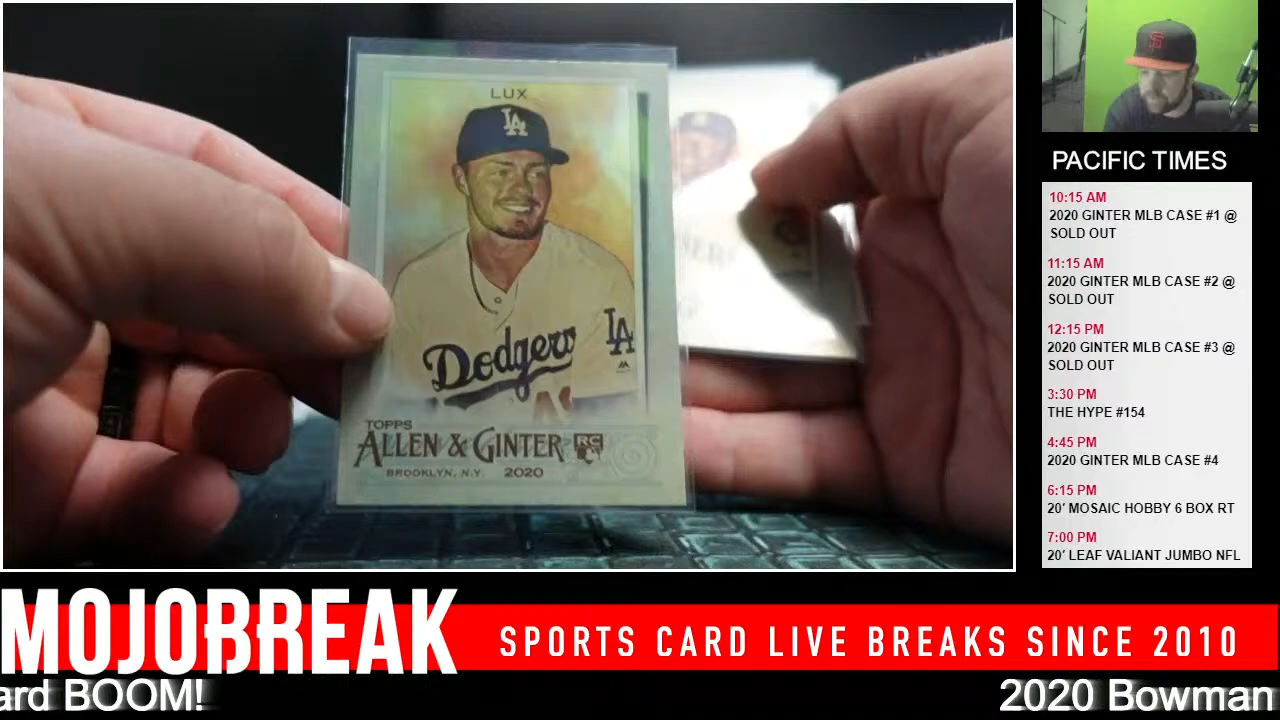 LUX
LA
LA
Dodgers
TOPPS
ALLEN & GINTER RC
BROOKLYN, N.Y. 2020
PACIFIC TIMES
10:15 AM
2020 GINTER MLB CASE #1 @
SOLD OUT
11:15 AM
2020 GINTER MLB CASE #2 @
SOLD OUT
12:15 PM
2020 GINTER MLB CASE #3 @
SOLD OUT
3:30 PM
THE HYPE #154
4:45 PM
2020 GINTER MLB CASE #4
6:15 PM
20' MOSAIC HOBBY 6 BOX RT
7:00 PM
20' LEAF VALIANT JUMBO NFL
MOJOBREAK
SPORTS CARD LIVE BREAKS SINCE 2010
ard BOOM! 2020 Bowman